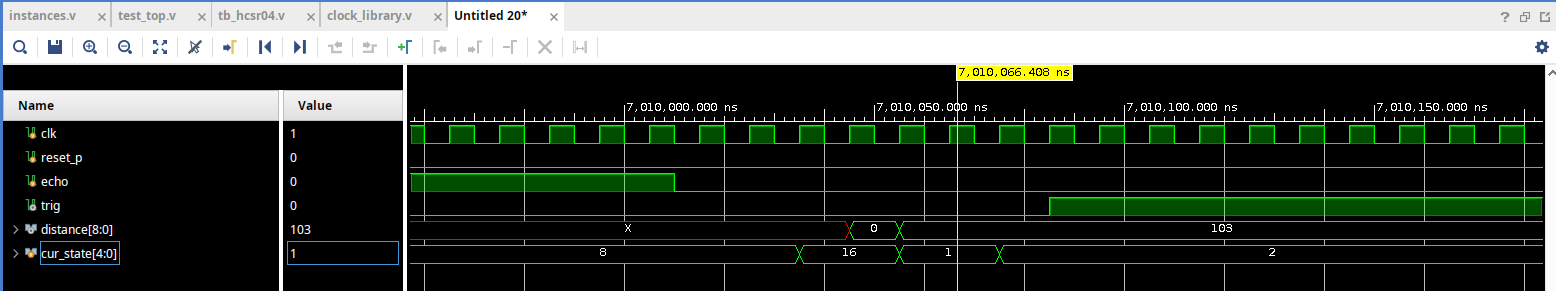 instances.v test_top.v tb_hcsr04.v clock_library.v Untitled 20*
7,010,066.408 ns
Name Value
7,010,000.000 ns 7,010,050.000 ns 7,010,100.000 ns 7,010,150.000 ns
clk 1
reset_p 0
echo 0
trig 0
distance[8:0] 103 X 0 103
cur_state[4:0] 1 8 16 1 2